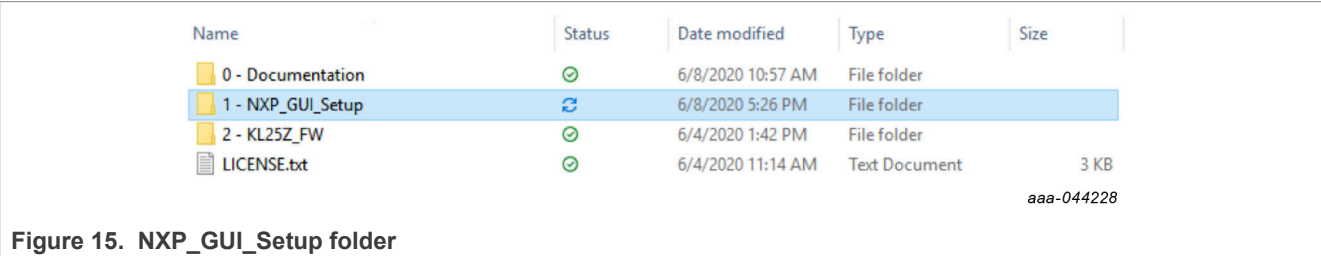 Name Status Date modified Type Size
0 - Documentation 6/8/2020 10:57 AM File folder
1 - NXP_GUI_Setup 6/8/2020 5:26 PM File folder
2 - KL25Z_FW 6/4/2020 1:42 PM File folder
LICENSE.txt 6/4/2020 11:14 AM Text Document 3 KB
aaa-044228
Figure 15. NXP_GUI_Setup folder